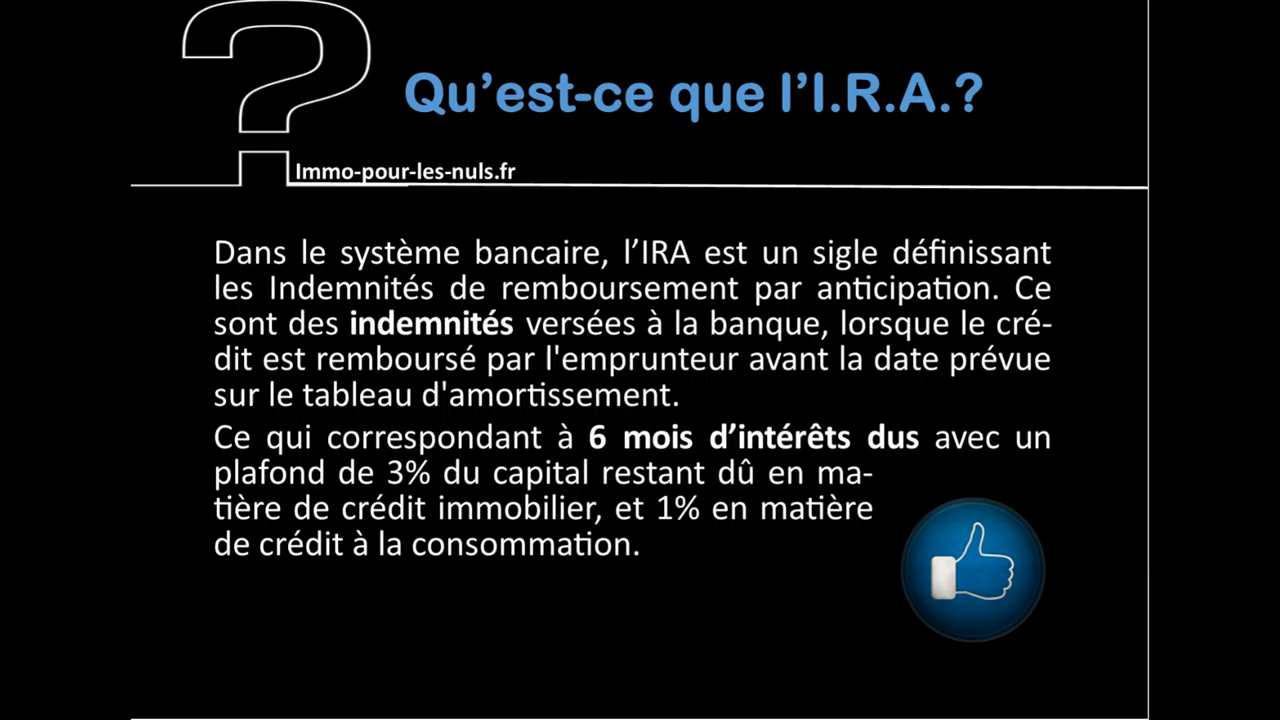 Qu’est-ce que l’I.R.A.?
Immo-pour-les-nuls.fr
Dans le système bancaire, l’IRA est un sigle définissant
les Indemnités de remboursement par anticipation. Ce
sont des indemnités versées à la banque, lorsque le cré-
dit est remboursé par l'emprunteur avant la date prévue
sur le tableau d'amortissement.
Ce qui correspondant à 6 mois d’intérêts dus avec un
plafond de 3% du capital restant dû en ma-
tière de crédit immobilier, et 1% en matière
de crédit à la consommation.